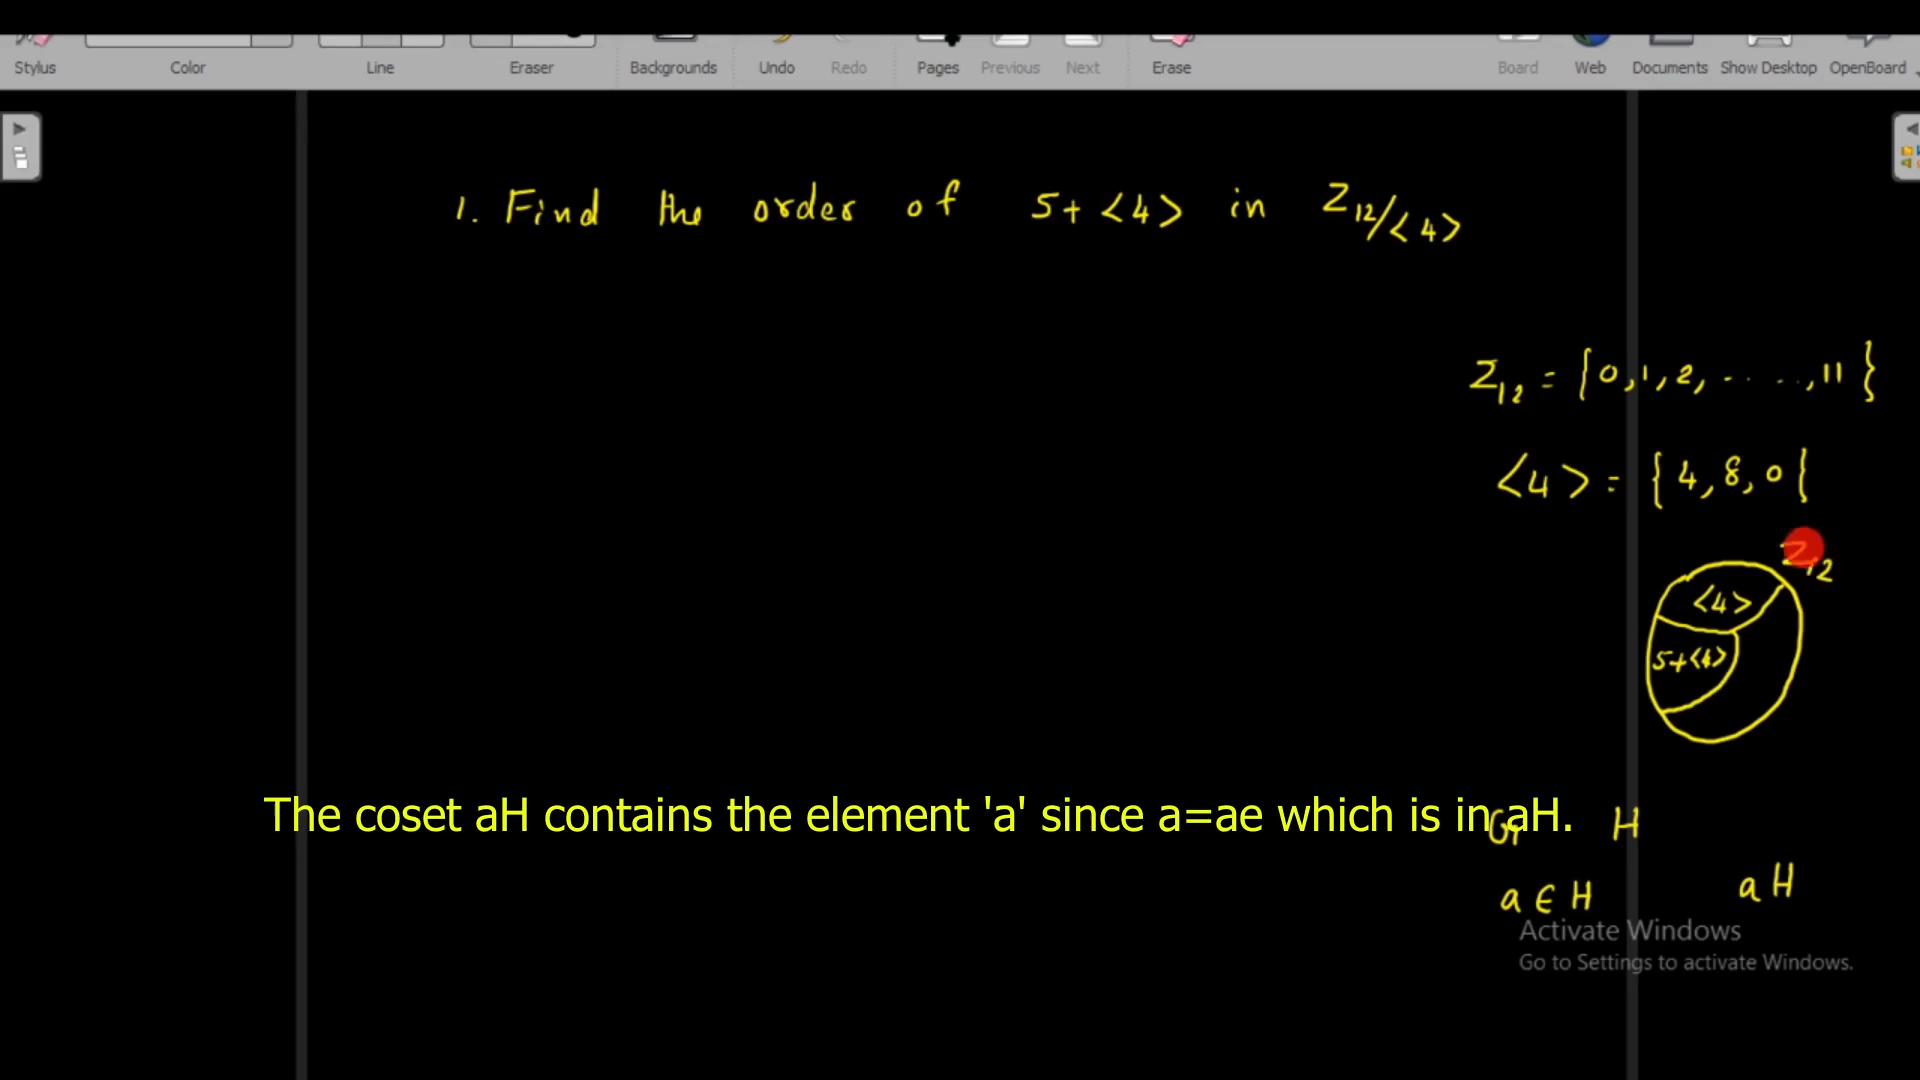 Stylus Color Line Eraser Backgrounds Undo Redo Pages Previous Next Erase Board Web Documents Show Desktop OpenBoard
1. Find the order of 5+<4> in Z12/<4>
Z12 = {0,1,2,.....,11}
<4> = {4,8,0}
Z12
<4>
5+<4>
The coset aH contains the element 'a' since a=ae which is in aH.
G H
a ∈ H aH
Activate Windows
Go to Settings to activate Windows.